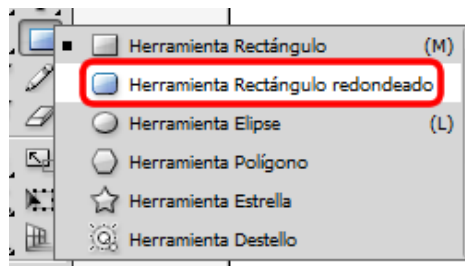 Herramienta Rectángulo (M)
Herramienta Rectángulo redondeado
Herramienta Elipse (L)
Herramienta Polígono
Herramienta Estrella
Herramienta Destello